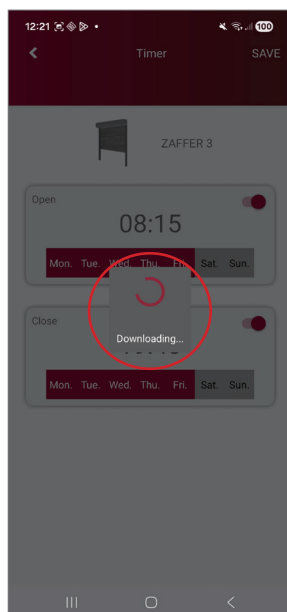 12:21 100
Timer SAVE
ZAFFER 3
Open
08:15
Mon. Tue. Wed. Thu. Fri. Sat. Sun.
Downloading...
Close
Mon. Tue. Wed. Thu. Fri. Sat. Sun.